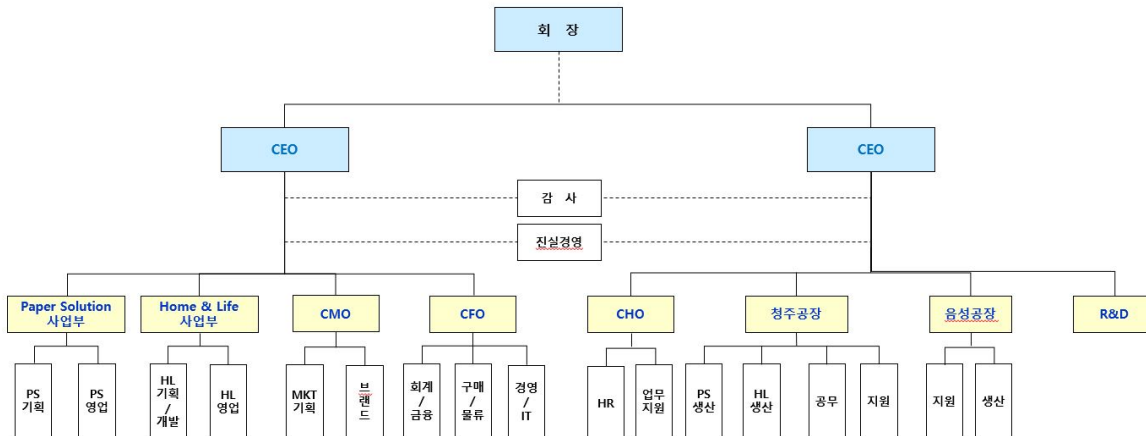 회 장
CEO
CEO
감 사
진실경영
Paper Solution
사업부
Home & Life
사업부
CMO
CFO
CHO
청주공장
음성공장
R&D
PS
기획
PS
영업
HL
기획
/
개발
HL
영업
MKT
기획
브
랜
드
회계
/
금융
구매
/
물류
경영
/
IT
HR
업무
지원
PS
생산
HL
생산
공무
지원
지원
생산